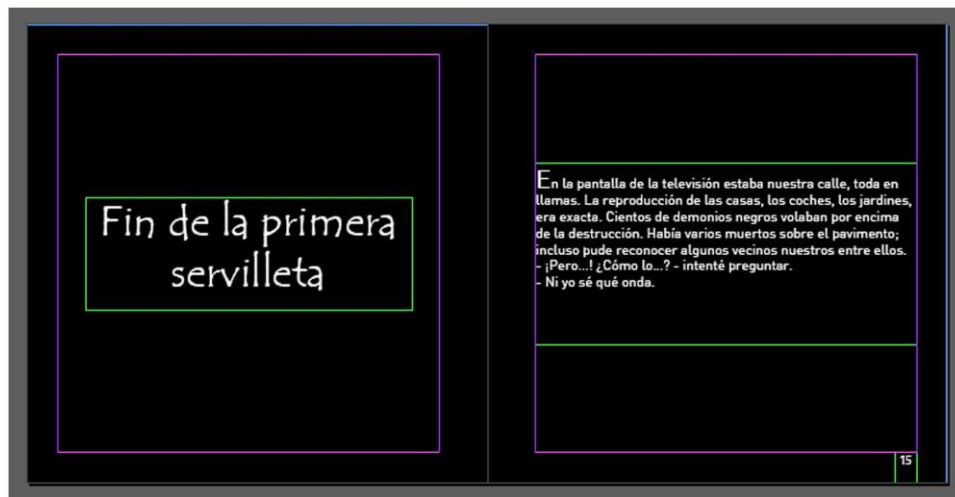 Fin de la primera
servilleta
En la pantalla de la televisión estaba nuestra calle, toda en
llamas. La reproducción de las casas, los coches, los jardines,
era exacta. Cientos de demonios negros volaban por encima
de la destrucción. Había varios muertos sobre el pavimento;
incluso pude reconocer algunos vecinos nuestros entre ellos.
- ¡Pero...! ¿Cómo lo...? - intenté preguntar.
- Ni yo sé qué onda.
15